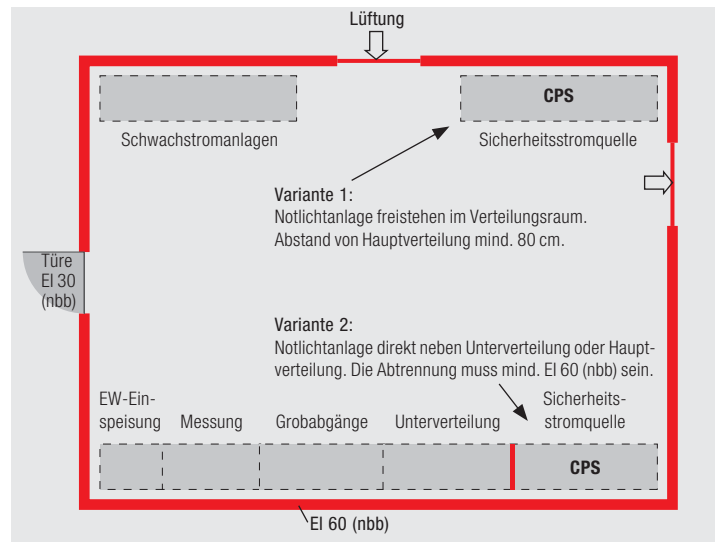 Lüftung
CPS
Schwachstromanlagen
Sicherheitsstromquelle
Variante 1:
Notlichtanlage freistehen im Verteilungsraum.
Abstand von Hauptverteilung mind. 80 cm.
Türe
EI 30
(nbb)
Variante 2:
Notlichtanlage direkt neben Unterverteilung oder Haupt-
verteilung. Die Abtrennung muss mind. EI 60 (nbb) sein.
EW-Ein-
speisung
Messung
Grobabgänge
Unterverteilung
Sicherheits-
stromquelle
CPS
EI 60 (nbb)